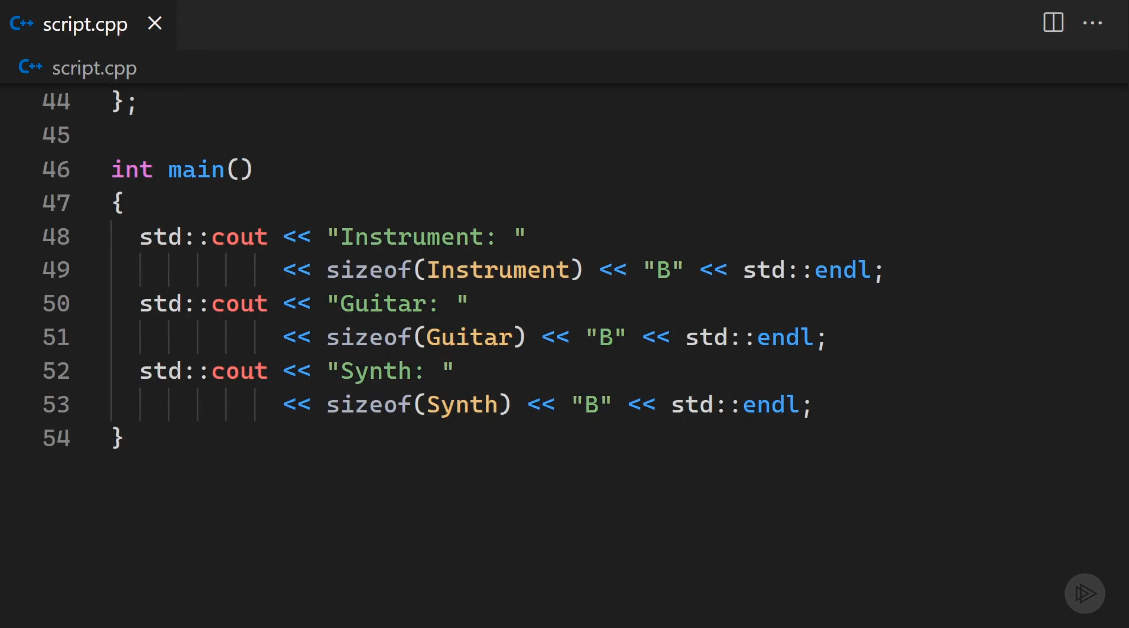 C++ script.cpp ×
C++ script.cpp
44 };
45
46 int main()
47 {
48 std::cout << "Instrument: "
49 << sizeof(Instrument) << "B" << std::endl;
50 std::cout << "Guitar: "
51 << sizeof(Guitar) << "B" << std::endl;
52 std::cout << "Synth: "
53 << sizeof(Synth) << "B" << std::endl;
54 }